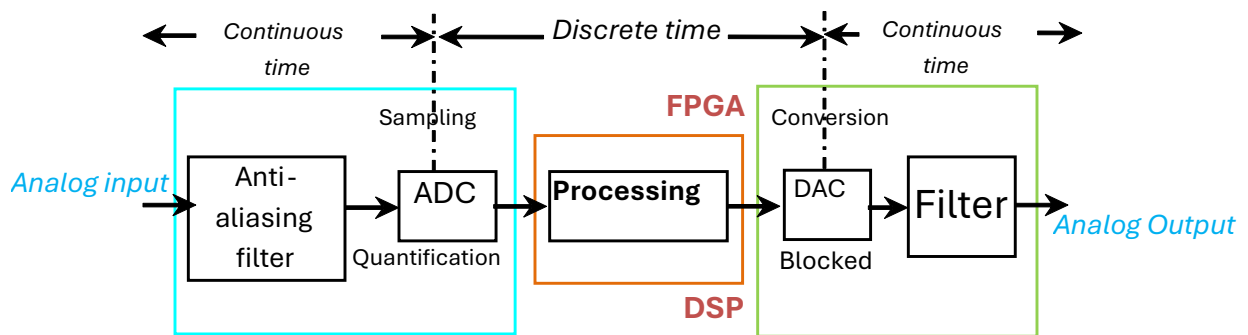 Continuous
time
Discrete time
Continuous
time
FPGA
Sampling
Conversion
Analog input
Anti-
aliasing
filter
ADC
Processing
DAC
Filter
Analog Output
Quantification
Blocked
DSP